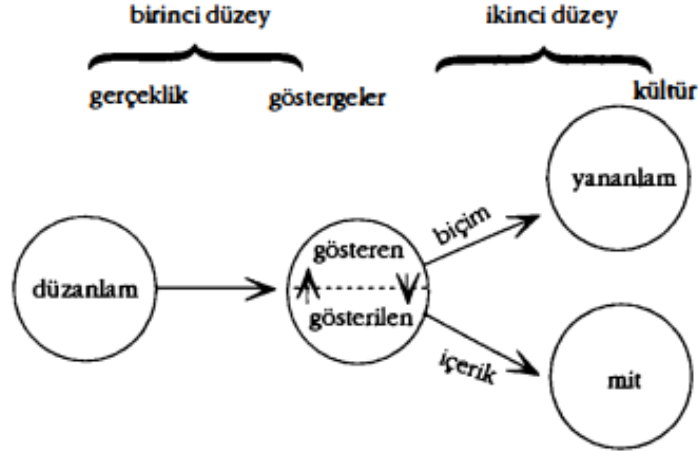 birinci düzey
ikinci düzey
gerçeklik
göstergeler
kültür
düzanlam
gösteren
gösterilen
biçim
içerik
yananlam
mit